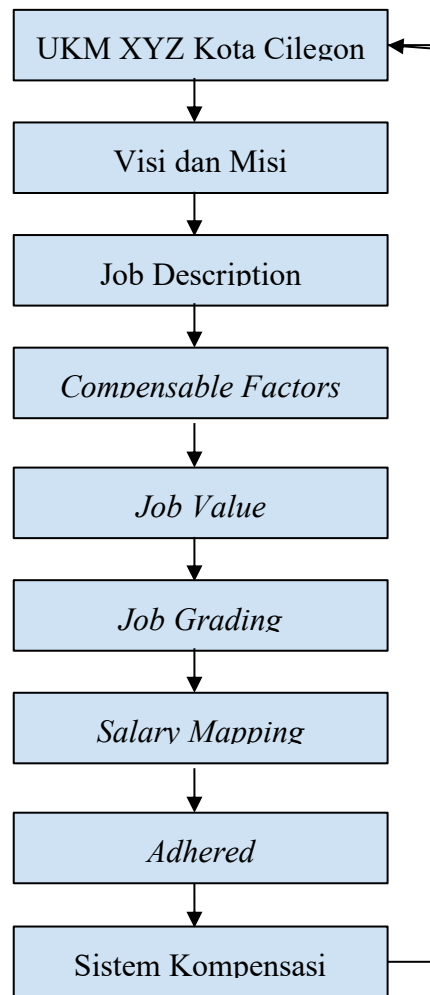 UKM XYZ Kota Cilegon
Visi dan Misi
Job Description
Compensable Factors
Job Value
Job Grading
Salary Mapping
Adhered
Sistem Kompensasi